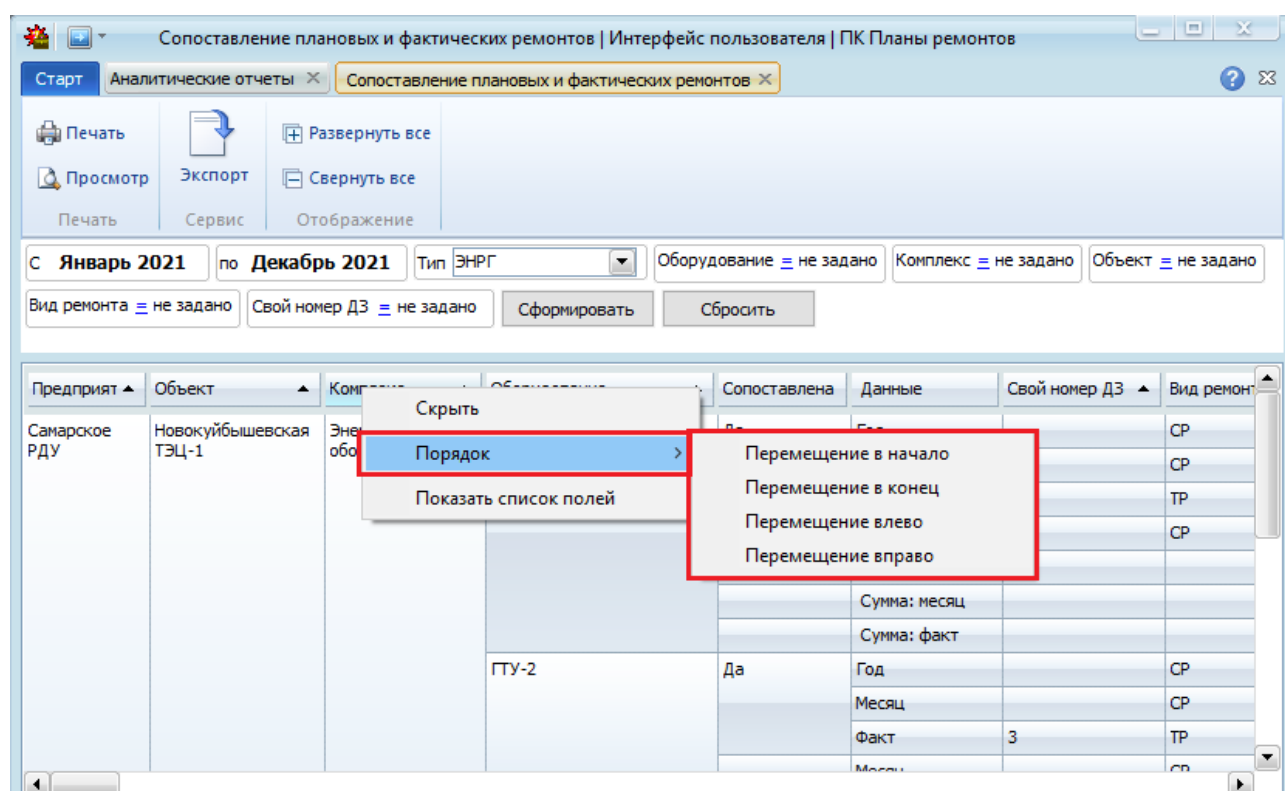 Сопоставление плановых и фактических ремонтов | Интерфейс пользователя | ПК Планы ремонтов
Старт Аналитические отчеты Сопоставление плановых и фактических ремонтов
Печать Экспорт Развернуть все
Просмотр Свернуть все
Печать Сервис Отображение
С Январь 2021 по Декабрь 2021 Тип ЭНРГ Оборудование = не задано Комплекс = не задано Объект = не задано
Вид ремонта = не задано Свой номер ДЗ = не задано Сформировать Сбросить
Предприят Объект Сопоставлена Данные Свой номер ДЗ Вид ремонт
Скрыть
Самарское РДУ Новокуйбышевская ТЭЦ-1 СР
Порядок Перемещение в начало СР
Показать список полей Перемещение в конец ТР
Перемещение влево СР
Перемещение вправо
Сумма: месяц
Сумма: факт
ГТУ-2 Да Год СР
Месяц СР
Факт 3 ТР
Месяц СР